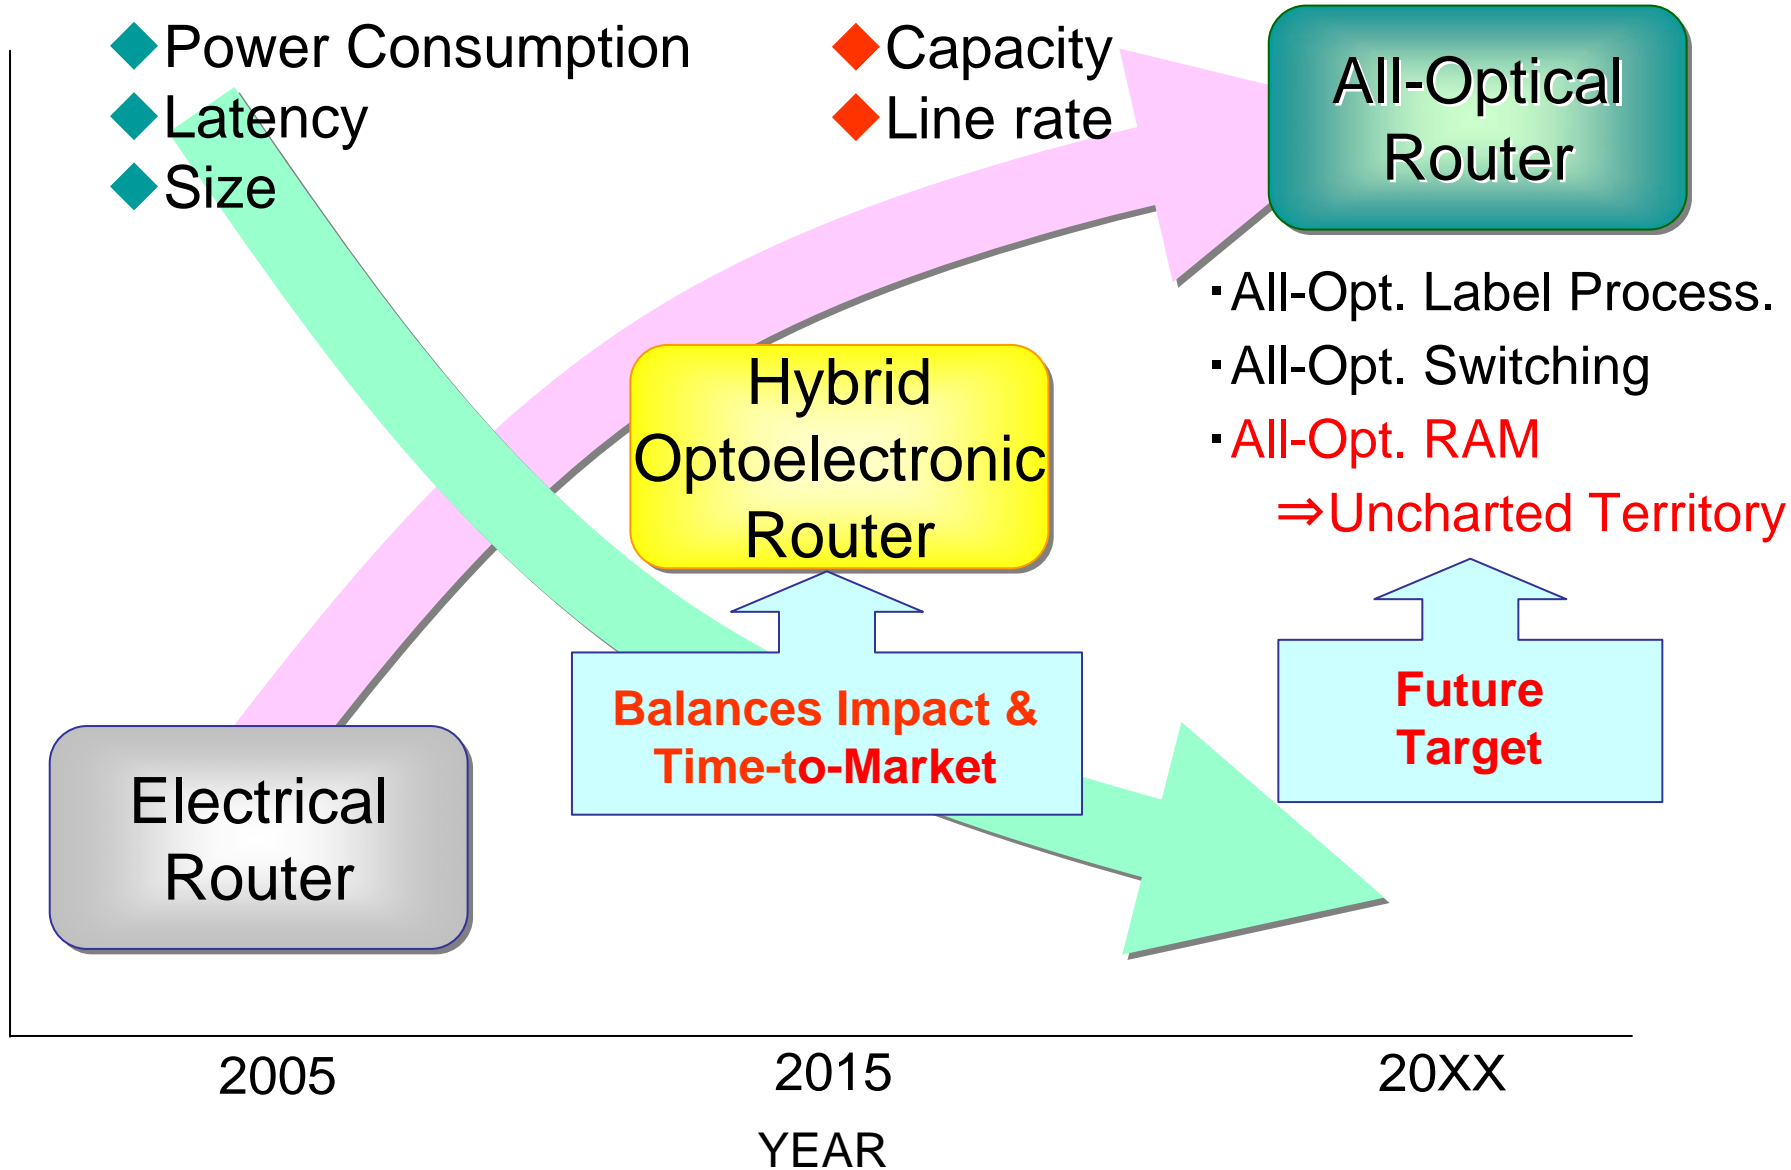 ◆Power Consumption
◆Latency
◆Size
◆Capacity
◆Line rate
All-Optical
Router
・All-Opt. Label Process.
・All-Opt. Switching
・All-Opt. RAM
⇒Uncharted Territory
Hybrid
Optoelectronic
Router
Balances Impact &
Time-to-Market
Future
Target
Electrical
Router
2005
2015
20XX
YEAR